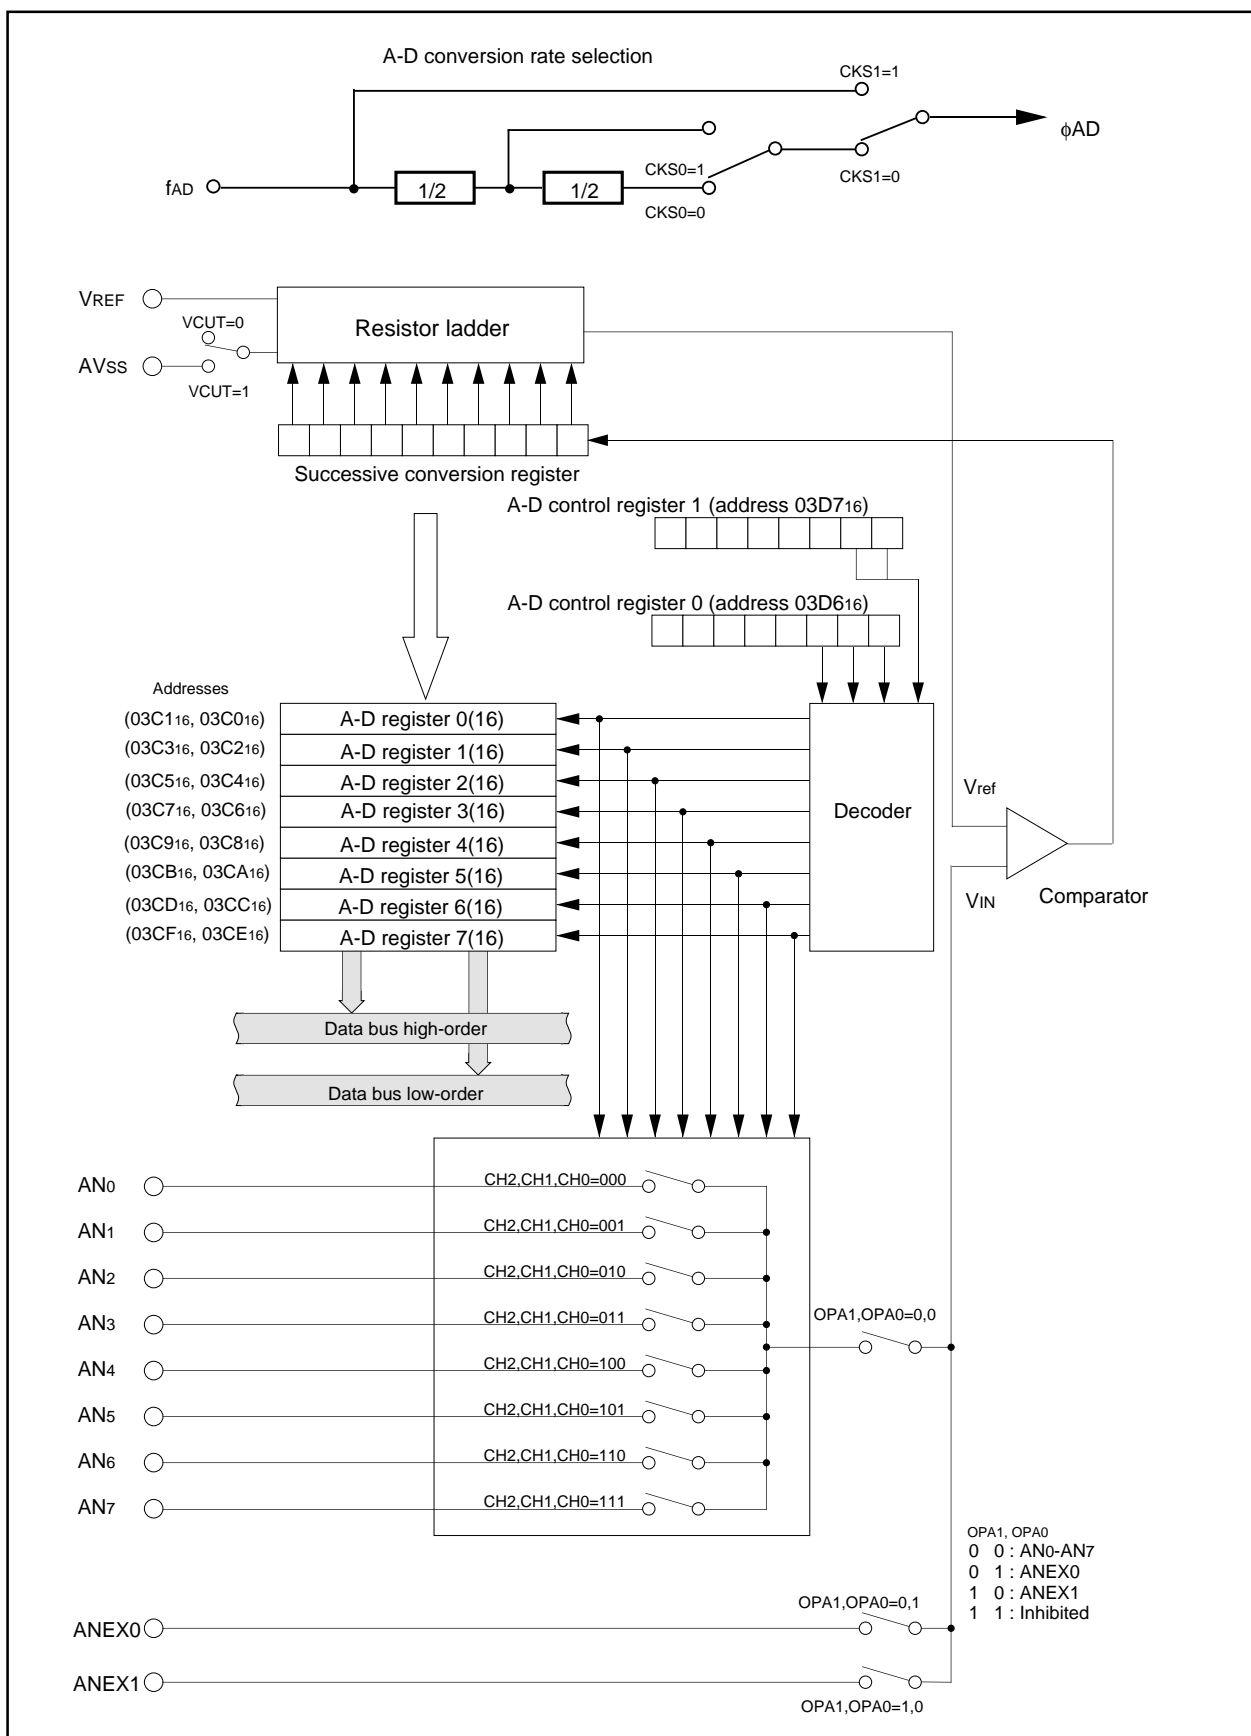 A-D conversion rate selection
CKS1=1
φAD
CKS0=1
CKS1=0
fAD
1/2
1/2
CKS0=0
VREF
VCUT=0
Resistor ladder
AVSS
VCUT=1
Successive conversion register
A-D control register 1 (address 03D716)
A-D control register 0 (address 03D616)
Addresses
(03C116, 03C016) A-D register 0(16)
(03C316, 03C216) A-D register 1(16)
(03C516, 03C416) A-D register 2(16)
(03C716, 03C616) A-D register 3(16)
(03C916, 03C816) A-D register 4(16)
(03CB16, 03CA16) A-D register 5(16)
(03CD16, 03CC16) A-D register 6(16)
(03CF16, 03CE16) A-D register 7(16)
Decoder
Vref
VIN
Comparator
Data bus high-order
Data bus low-order
AN0 CH2,CH1,CH0=000
AN1 CH2,CH1,CH0=001
AN2 CH2,CH1,CH0=010
AN3 CH2,CH1,CH0=011
OPA1,OPA0=0,0
AN4 CH2,CH1,CH0=100
AN5 CH2,CH1,CH0=101
AN6 CH2,CH1,CH0=110
AN7 CH2,CH1,CH0=111
OPA1, OPA0
0 0 : AN0-AN7
0 1 : ANEX0
1 0 : ANEX1
1 1 : Inhibited
OPA1,OPA0=0,1
ANEX0
ANEX1
OPA1,OPA0=1,0